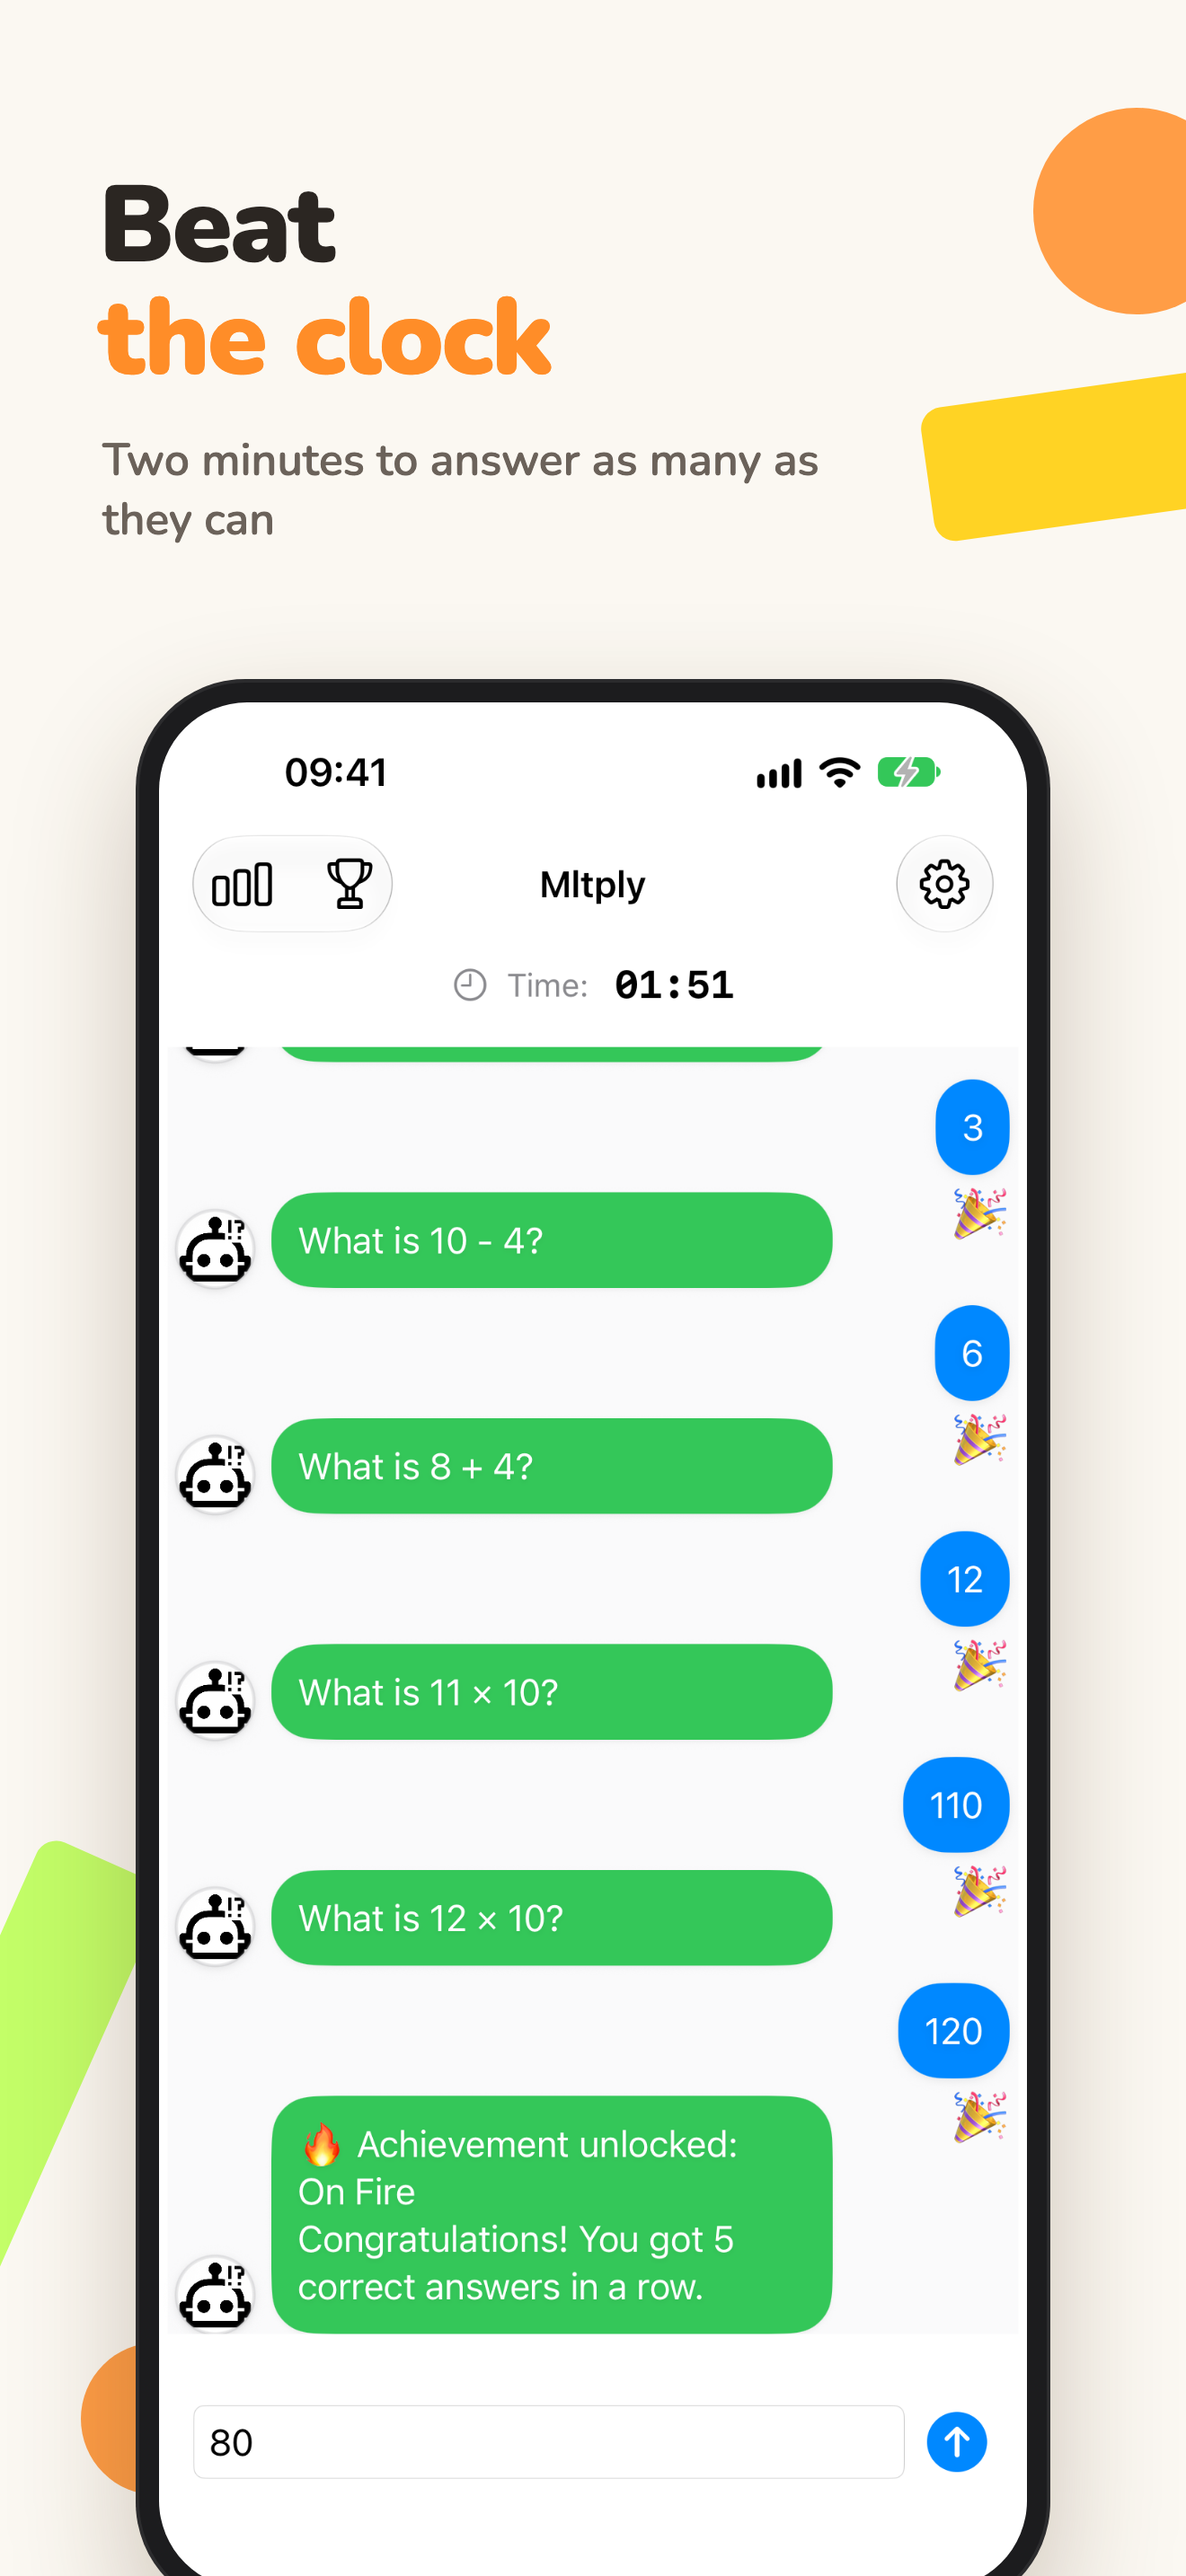 Beat
the clock
Two minutes to answer as many as
they can
09:41
Mltply
Time: 01:51
3
What is 10 - 4?
6
What is 8 + 4?
12
What is 11 × 10?
110
What is 12 × 10?
120
🔥 Achievement unlocked:
On Fire
Congratulations! You got 5
correct answers in a row.
80